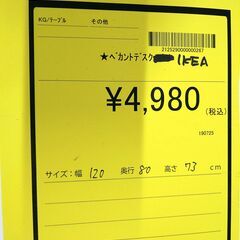 KG/テーブル その他
2125290000000267
★ベカントデスク IKEA
¥4,980
(税込)
190725
サイズ:幅 120 奥行 80 高さ 73 cm